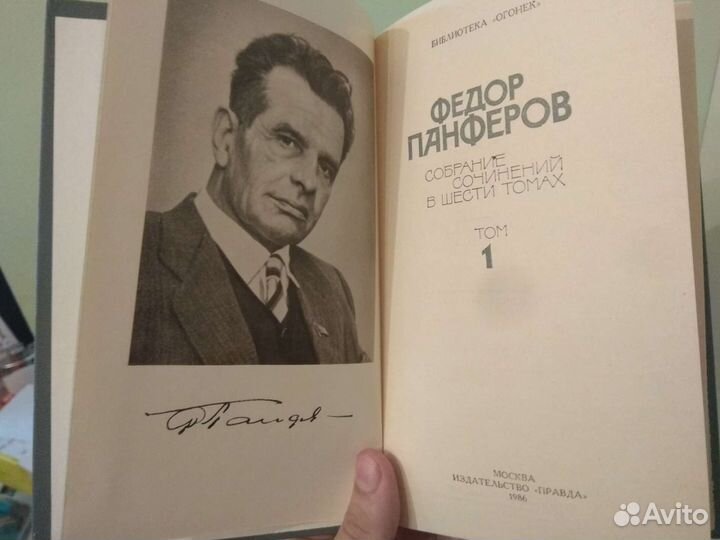 БИБЛИОТЕКА «ОГОНЕК»
ФЕДОР
ПАНФЕРОВ
СОБРАНИЕ
СОЧИНЕНИЙ
В ШЕСТИ ТОМАХ
ТОМ
1
МОСКВА
ИЗДАТЕЛЬСТВО «ПРАВДА»
1986
Avito